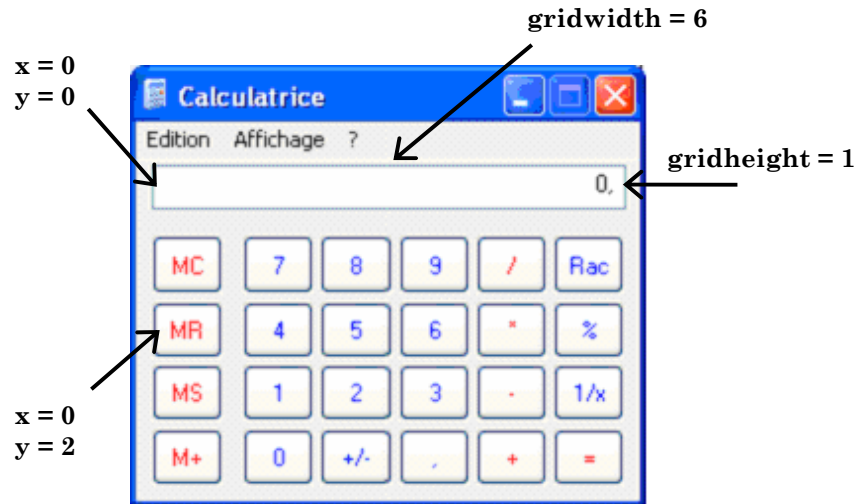 gridwidth = 6
x = 0
y = 0
Calculatrice
Edition Affichage ?
gridheight = 1
0,
MC 7 8 9 / Rac
MR 4 5 6 * %
MS 1 2 3 - 1/x
x = 0
y = 2
M+ 0 +/- , + =